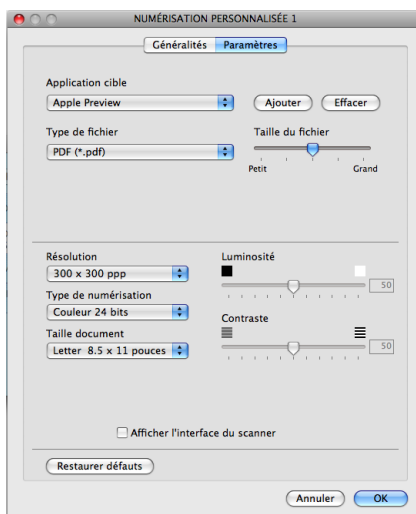 NUMÉRISATION PERSONNALISÉE 1
Généralités Paramètres
Application cible
Apple Preview Ajouter Effacer
Type de fichier Taille du fichier
PDF (*.pdf)
Petit Grand
Résolution Luminosité
300 x 300 ppp
50
Type de numérisation
Couleur 24 bits
Contraste
Taille document
Letter 8.5 x 11 pouces 50
Afficher l'interface du scanner
Restaurer défauts
Annuler OK